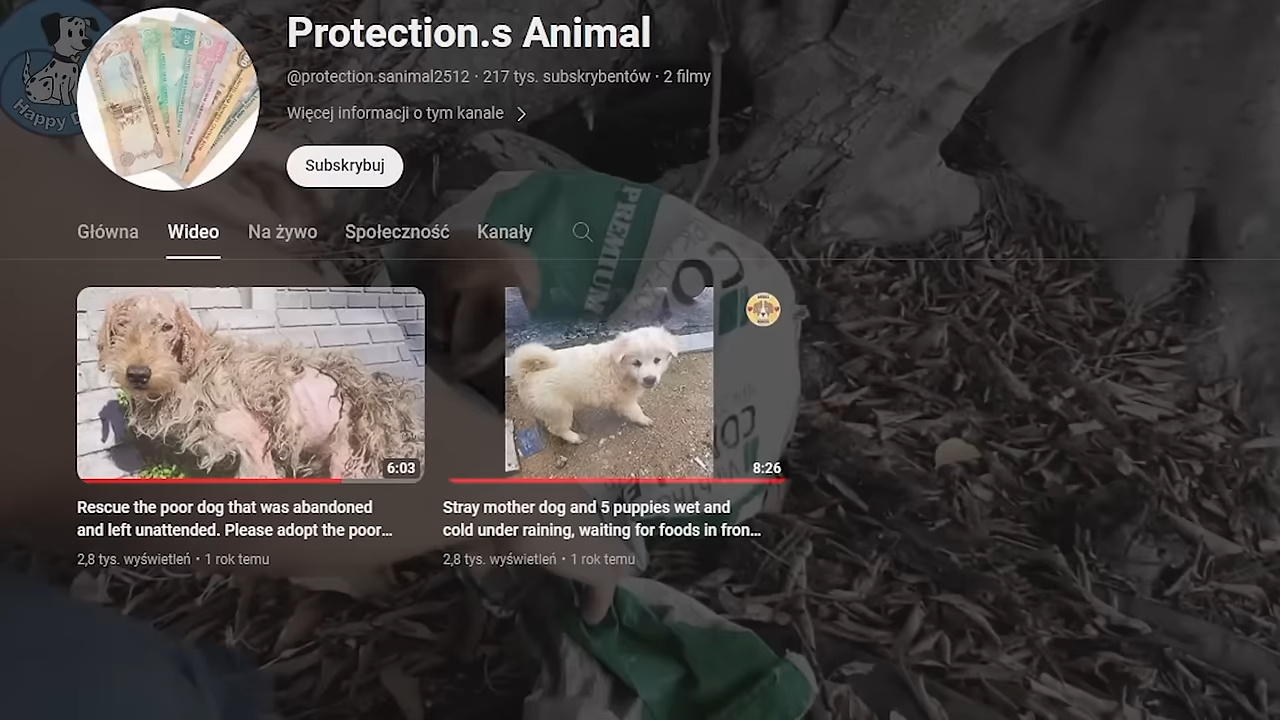 Protection.s Animal
@protection.sanimal2512 · 217 tys. subskrybentów · 2 filmy
Więcej informacji o tym kanale
Subskrybuj
Główna Wideo Na żywo Społeczność Kanały
6:03
8:26
Rescue the poor dog that was abandoned
and left unattended. Please adopt the poor…
2,8 tys. wyświetleń · 1 rok temu
Stray mother dog and 5 puppies wet and
cold under raining, waiting for foods in fron…
2,8 tys. wyświetleń · 1 rok temu
Happy
PREMIUM